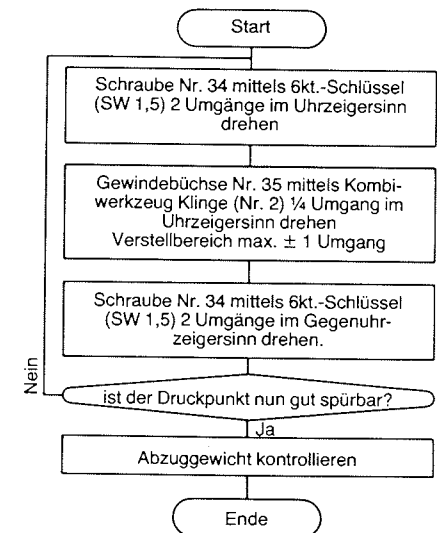 Start
Schraube Nr. 34 mittels 6kt.-Schlüssel
(SW 1,5) 2 Umgänge im Uhrzeigersinn
drehen
Gewindebüchse Nr. 35 mittels Kombi-
werkzeug Klinge (Nr. 2) ¼ Umgang im
Uhrzeigersinn drehen
Verstellbereich max. ± 1 Umgang
Schraube Nr. 34 mittels 6kt.-Schlüssel
(SW 1,5) 2 Umgänge im Gegenuhr-
zeigersinn drehen.
Nein
ist der Druckpunkt nun gut spürbar?
Ja
Abzuggewicht kontrollieren
Ende